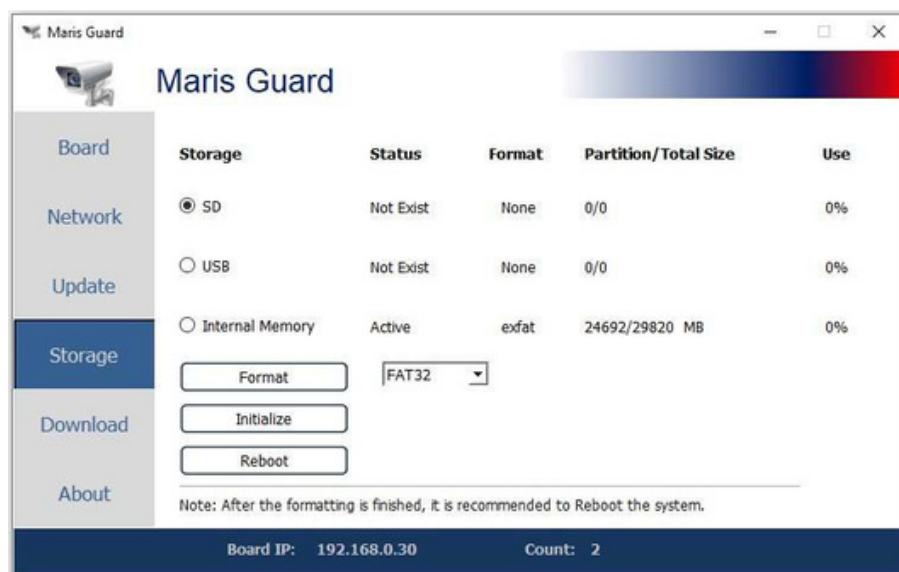 Maris Guard
Maris Guard
Board
Network
Update
Storage
Download
About
Storage Status Format Partition/Total Size Use
SD Not Exist None 0/0 0%
USB Not Exist None 0/0 0%
Internal Memory Active exfat 24692/29820 MB 0%
Format FAT32
Initialize
Reboot
Note: After the formatting is finished, it is recommended to Reboot the system.
Board IP: 192.168.0.30 Count: 2